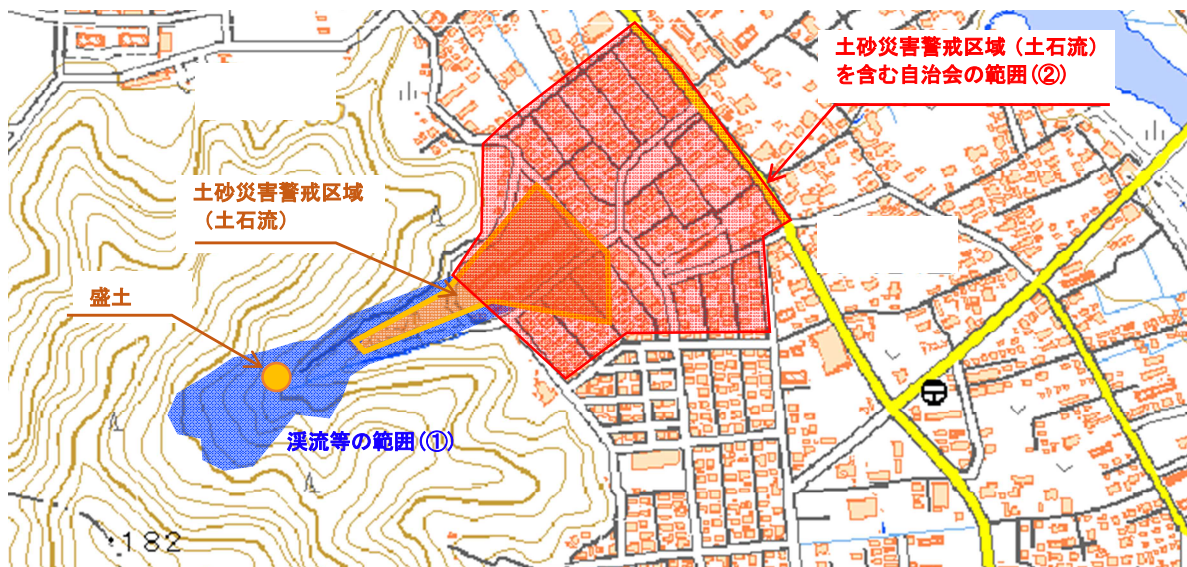 土砂災害警戒区域（土石流）
を含む自治会の範囲(②)
土砂災害警戒区域
（土石流）
盛土
渓流等の範囲(①)
182